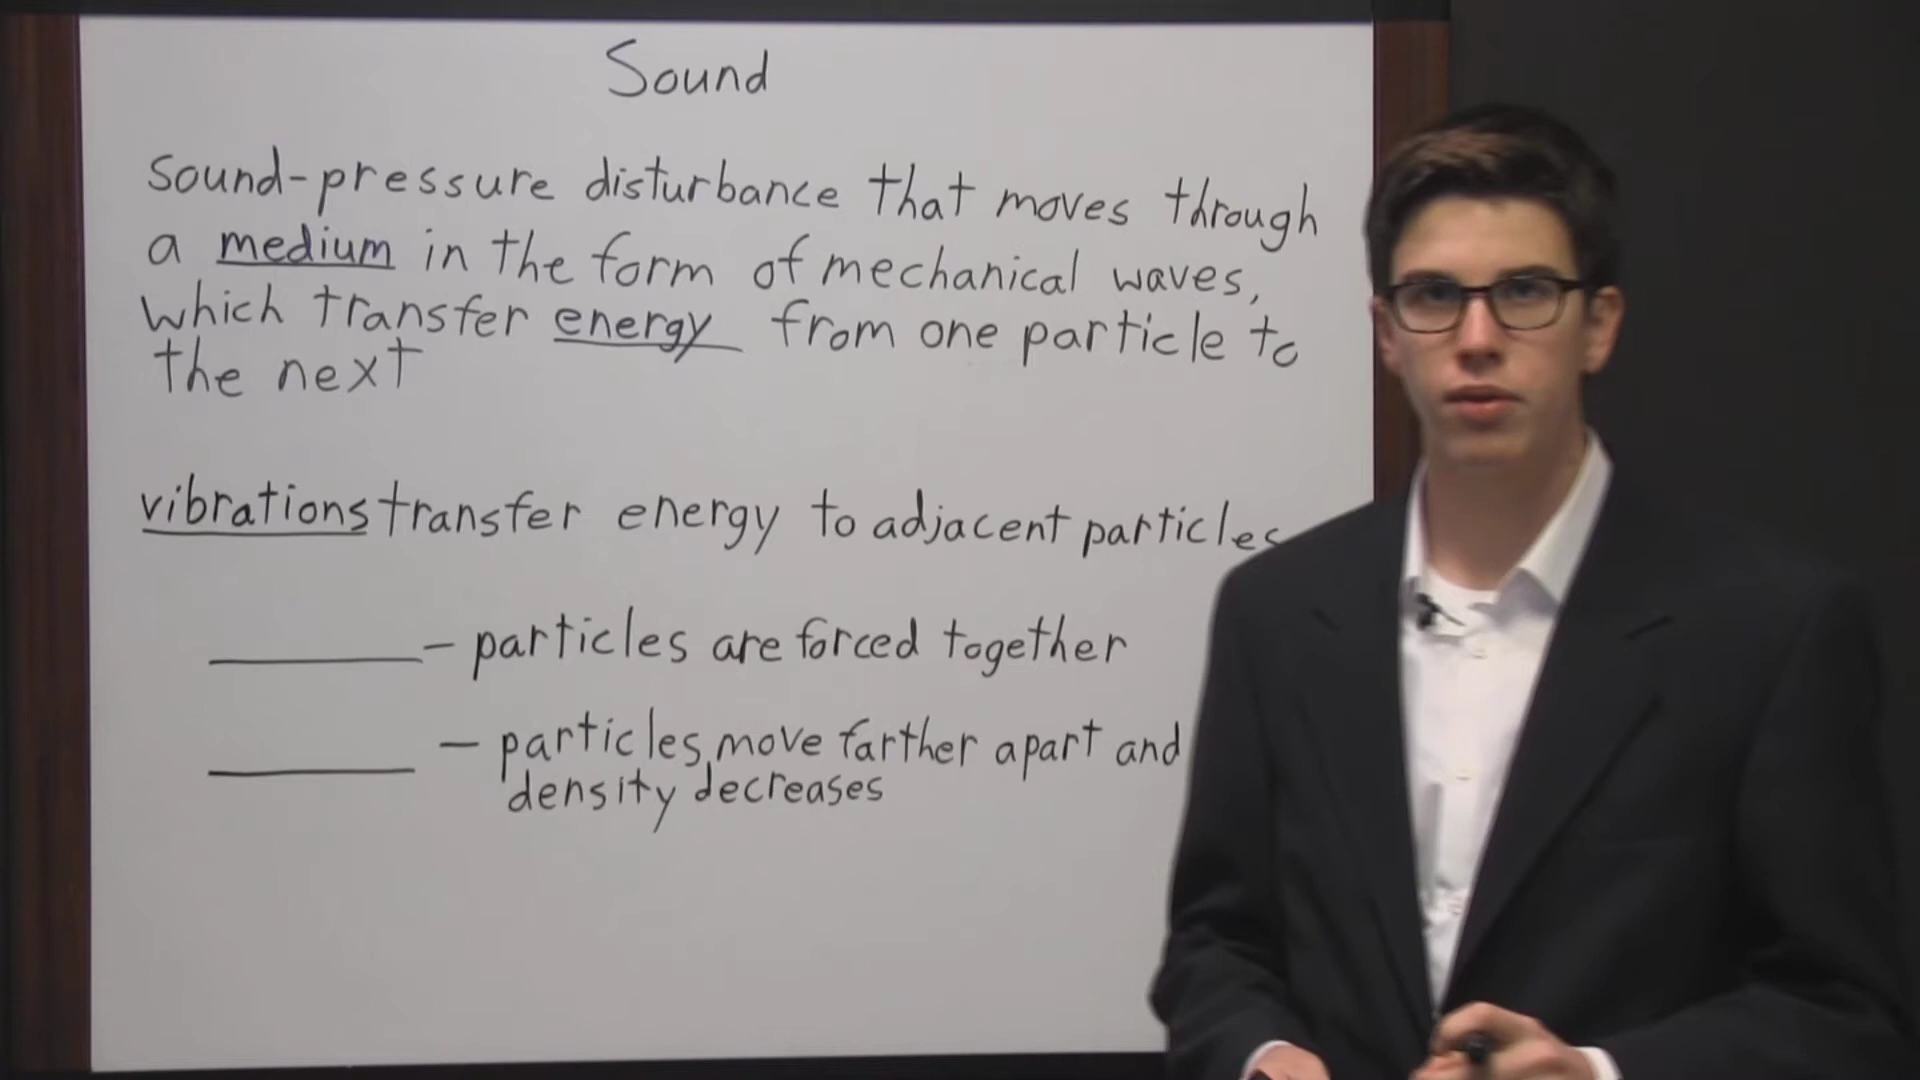 Sound
sound-pressure disturbance that moves through
a medium in the form of mechanical waves,
which transfer energy from one particle to
the next
vibrations transfer energy to adjacent particles
- particles are forced together
- particles move farther apart and
density decreases